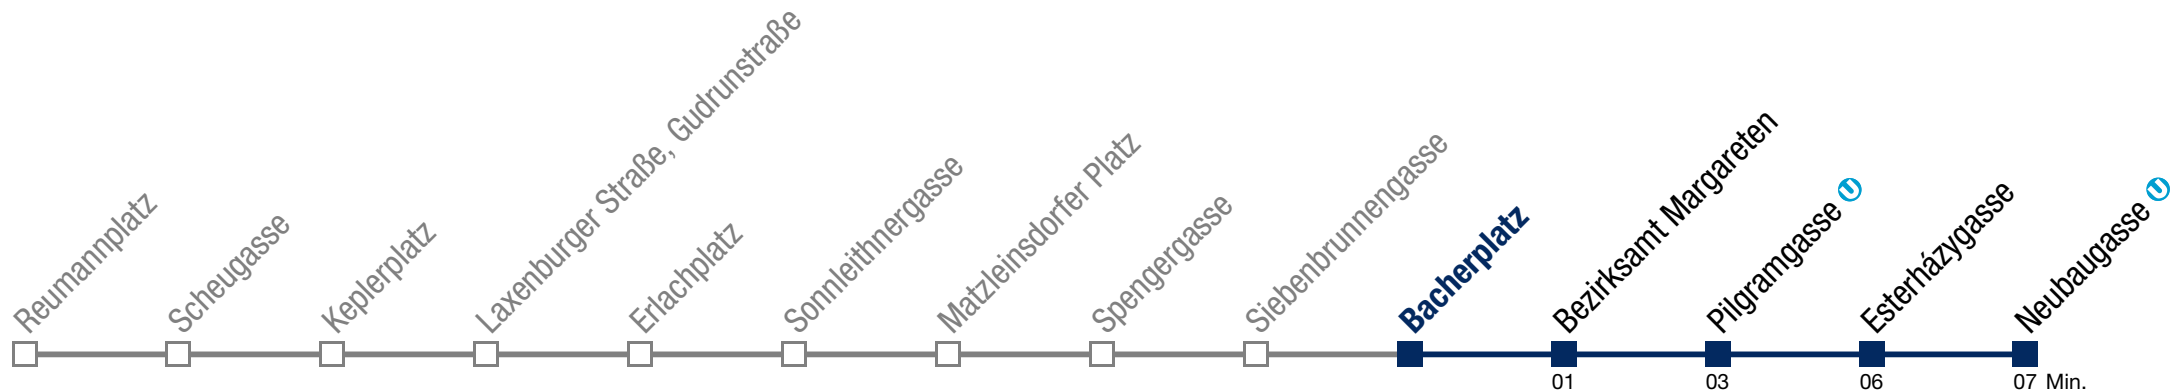 Reumannplatz
Scheugasse
Keplerplatz
Laxenburger Straße, Gudrunstraße
Erlachplatz
Sonnleithnergasse
Matzleinsdorfer Platz
Spengergasse
Siebenbrunnengasse
Bacherplatz
Bezirksamt Margareten
Pilgramgasse U
Esterházygasse
Neubaugasse U
01 03 06 07 Min.